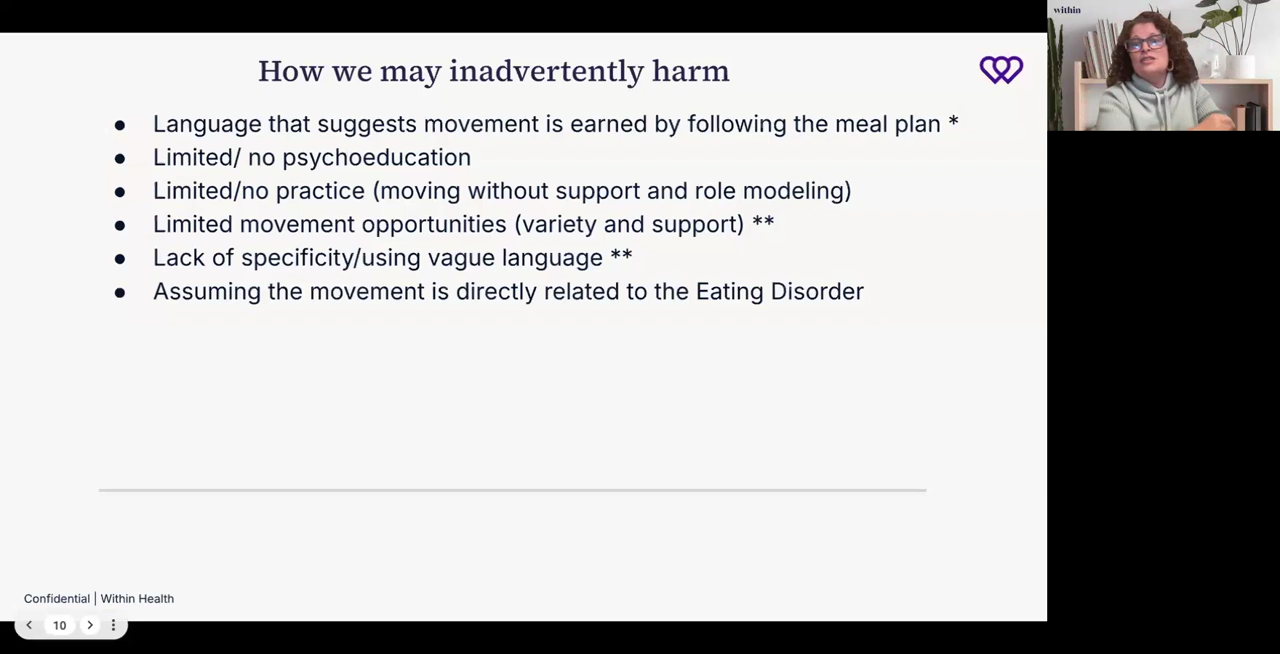 within
How we may inadvertently harm
● Language that suggests movement is earned by following the meal plan *
● Limited/ no psychoeducation
● Limited/no practice (moving without support and role modeling)
● Limited movement opportunities (variety and support) **
● Lack of specificity/using vague language **
● Assuming the movement is directly related to the Eating Disorder
Confidential | Within Health
10